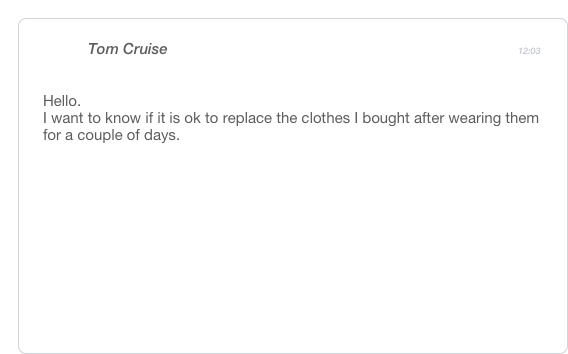 Tom Cruise
12:03
Hello.
I want to know if it is ok to replace the clothes I bought after wearing them
for a couple of days.